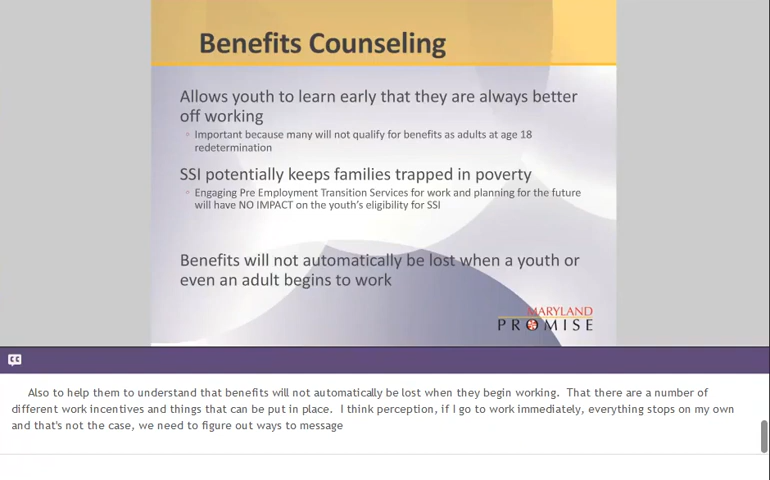 Benefits Counseling
Allows youth to learn early that they are always better
off working
Important because many will not qualify for benefits as adults at age 18
redetermination
SSI potentially keeps families trapped in poverty
Engaging Pre Employment Transition Services for work and planning for the future
will have NO IMPACT on the youth's eligibility for SSI
Benefits will not automatically be lost when a youth or
even an adult begins to work
MARYLAND
PROMISE
CC
Also to help them to understand that benefits will not automatically be lost when they begin working.  That there are a number of
different work incentives and things that can be put in place.  I think perception, if I go to work immediately, everything stops on my own
and that's not the case, we need to figure out ways to message